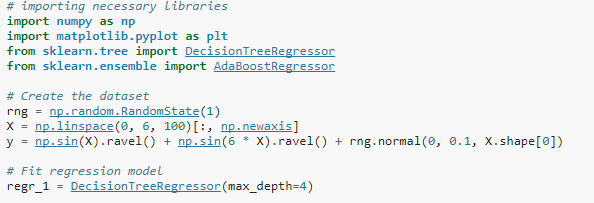 # importing necessary libraries
import numpy as np
import matplotlib.pyplot as plt
from sklearn.tree import DecisionTreeRegressor
from sklearn.ensemble import AdaBoostRegressor
# Create the dataset
rng = np.random.RandomState(1)
X = np.linspace(0, 6, 100)[:, np.newaxis]
y = np.sin(X).ravel() + np.sin(6 * X).ravel() + rng.normal(0, 0.1, X.shape[0])
# Fit regression model
regr_1 = DecisionTreeRegressor(max_depth=4)